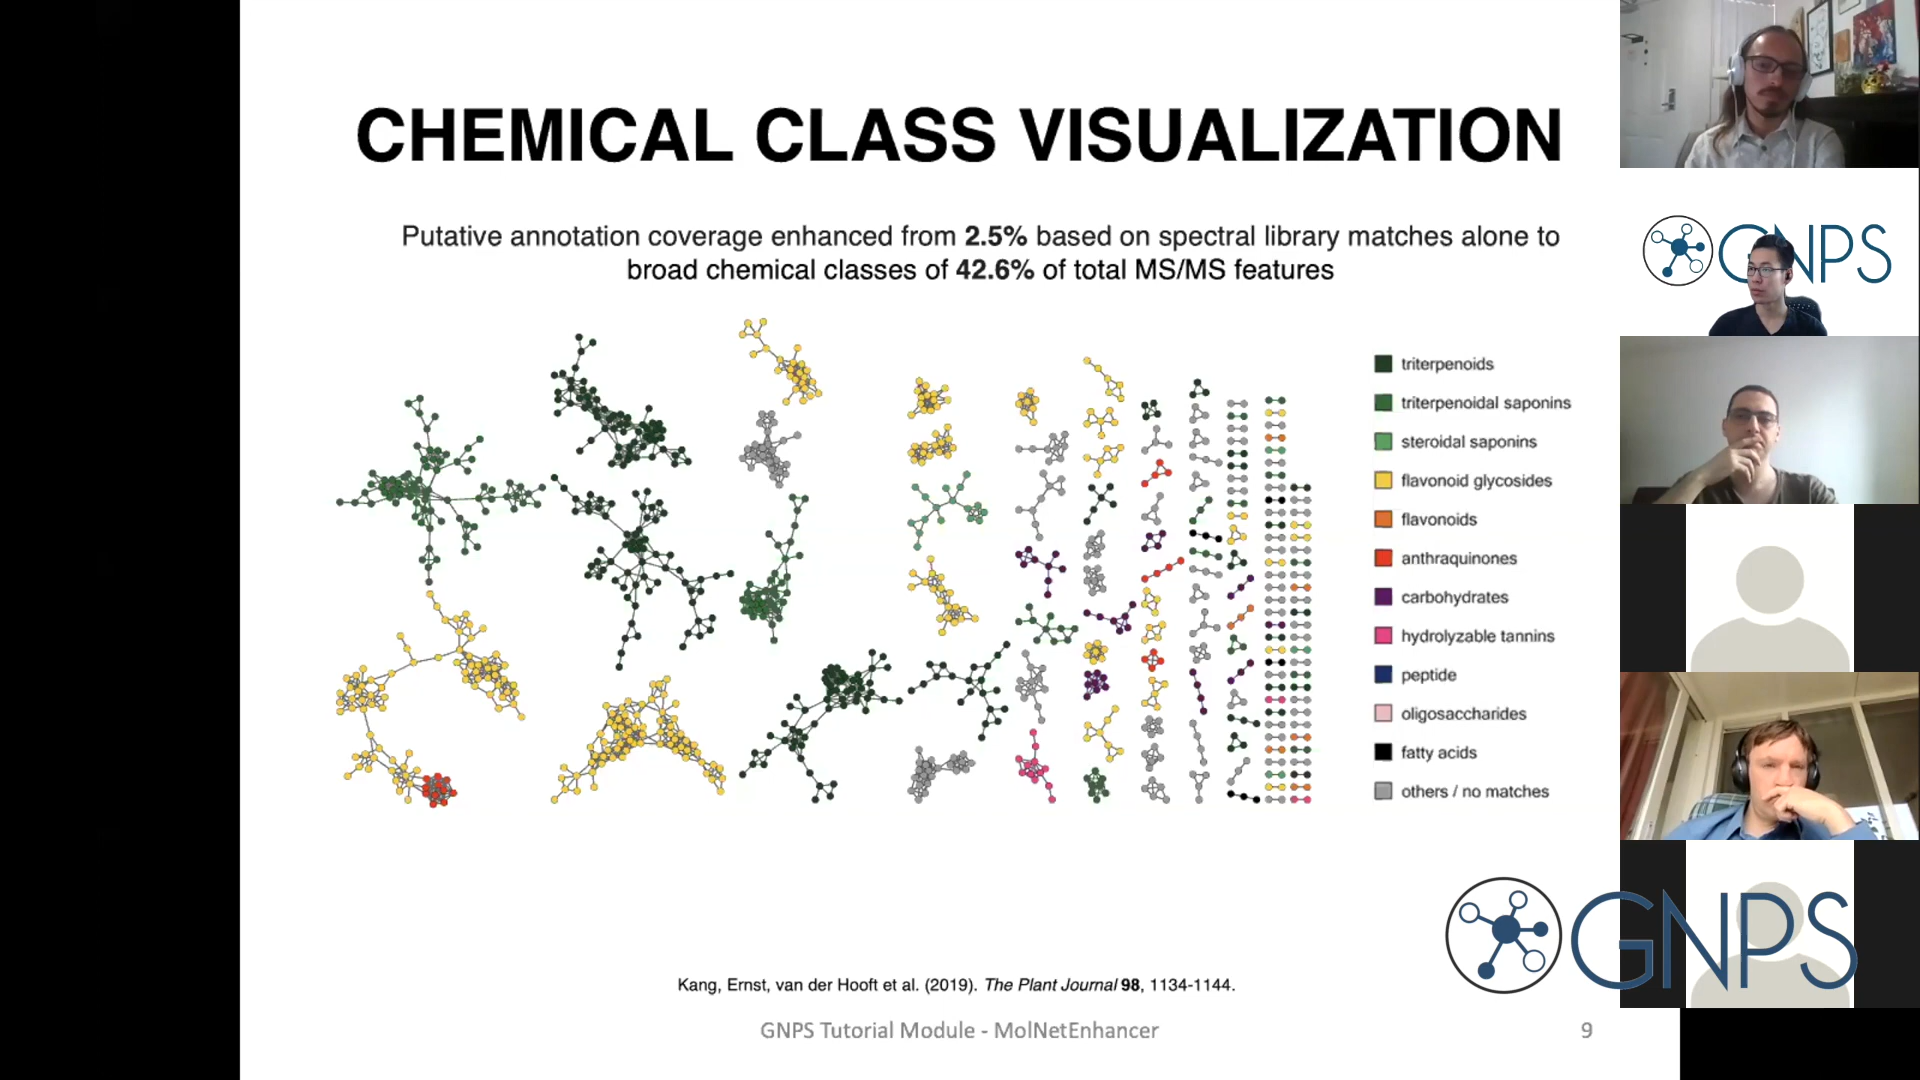 CHEMICAL CLASS VISUALIZATION
Putative annotation coverage enhanced from 2.5% based on spectral library matches alone to
broad chemical classes of 42.6% of total MS/MS features
triterpenoids
triterpenoidal saponins
steroidal saponins
flavonoid glycosides
flavonoids
anthraquinones
carbohydrates
hydrolyzable tannins
peptide
oligosaccharides
fatty acids
others / no matches
Kang, Ernst, van der Hooft et al. (2019). The Plant Journal 98, 1134-1144.
GNPS Tutorial Module - MolNetEnhancer
9
GNPS
GNPS